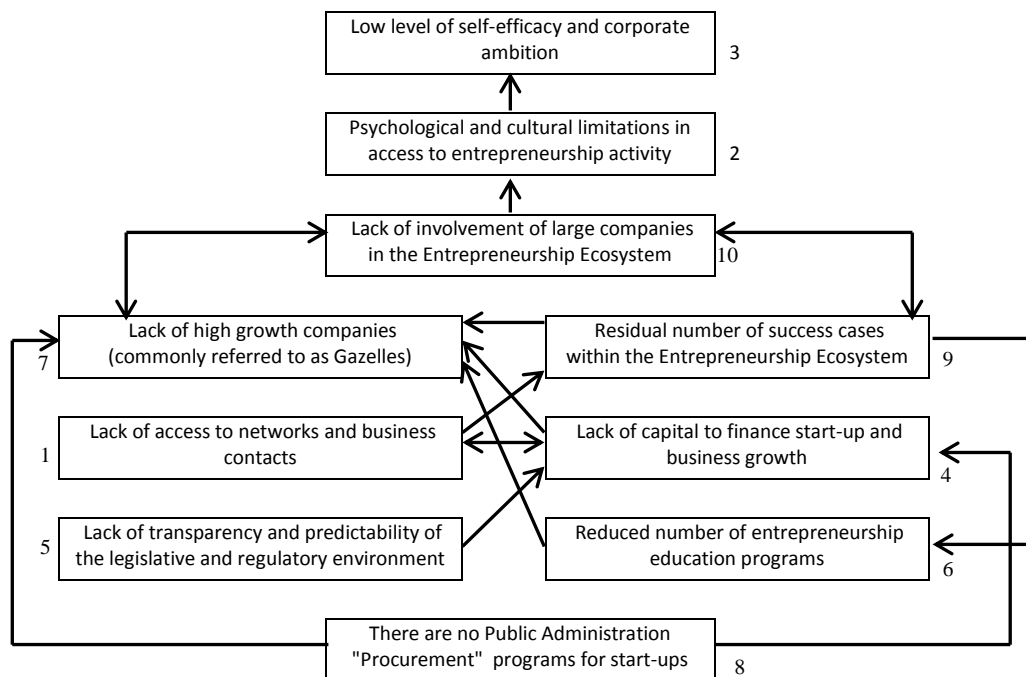 Low level of self-efficacy and corporate
ambition
3
Psychological and cultural limitations in
access to entrepreneurship activity
2
Lack of involvement of large companies
in the Entrepreneurship Ecosystem
10
Lack of high growth companies
(commonly referred to as Gazelles)
7
Residual number of success cases
within the Entrepreneurship Ecosystem
9
Lack of access to networks and business
contacts
1
Lack of capital to finance start-up and
business growth
4
Lack of transparency and predictability of
the legislative and regulatory environment
5
Reduced number of entrepreneurship
education programs
6
There are no Public Administration
"Procurement" programs for start-ups
8